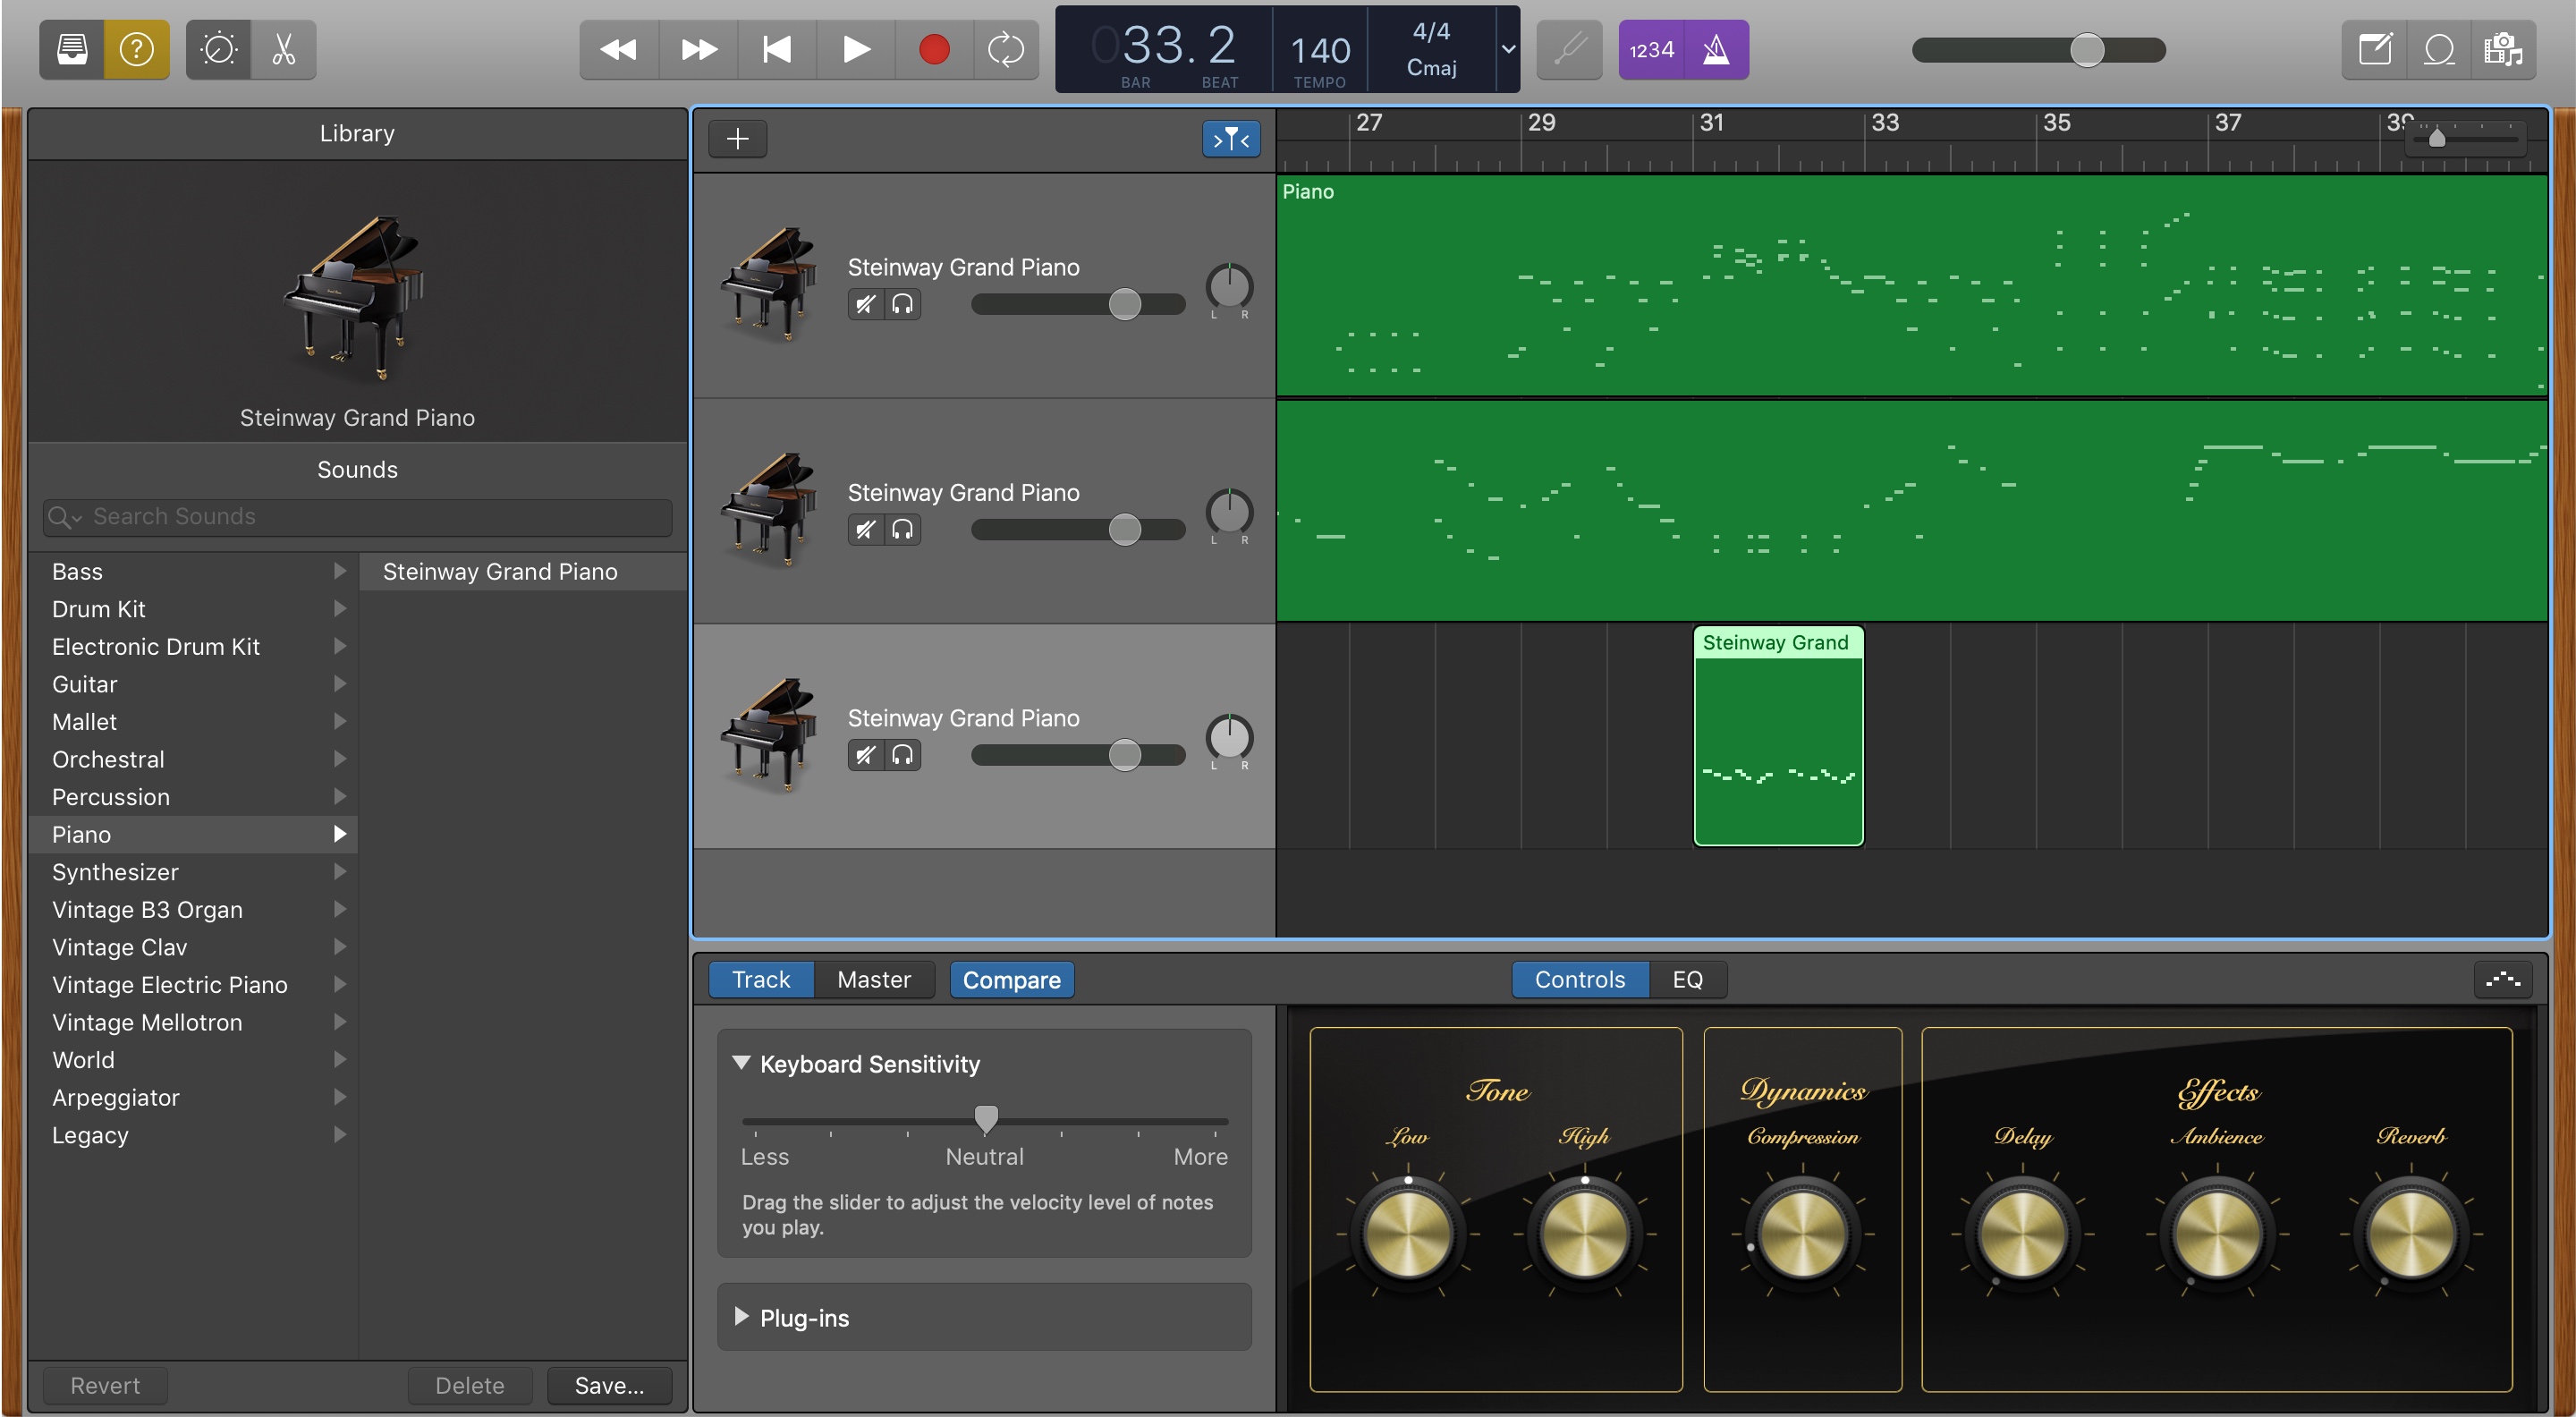 033. 2
BAR
BEAT
140
TEMPO
4/4
Cmaj
1234
Library
Steinway Grand Piano
Sounds
Search Sounds
Bass
Drum Kit
Electronic Drum Kit
Guitar
Mallet
Orchestral
Percussion
Piano
Synthesizer
Vintage B3 Organ
Vintage Clav
Vintage Electric Piano
Vintage Mellotron
World
Arpeggiator
Legacy
Steinway Grand Piano
Revert
Delete
Save...
27 29 31 33 35 37 39
Steinway Grand Piano
L R
Steinway Grand Piano
L R
Steinway Grand Piano
L R
Piano
Steinway Grand
Track
Master
Compare
Controls
EQ
Keyboard Sensitivity
Less
Neutral
More
Drag the slider to adjust the velocity level of notes
you play.
Plug-ins
Tone
Low
High
Dynamics
Compression
Effects
Delay
Ambience
Reverb